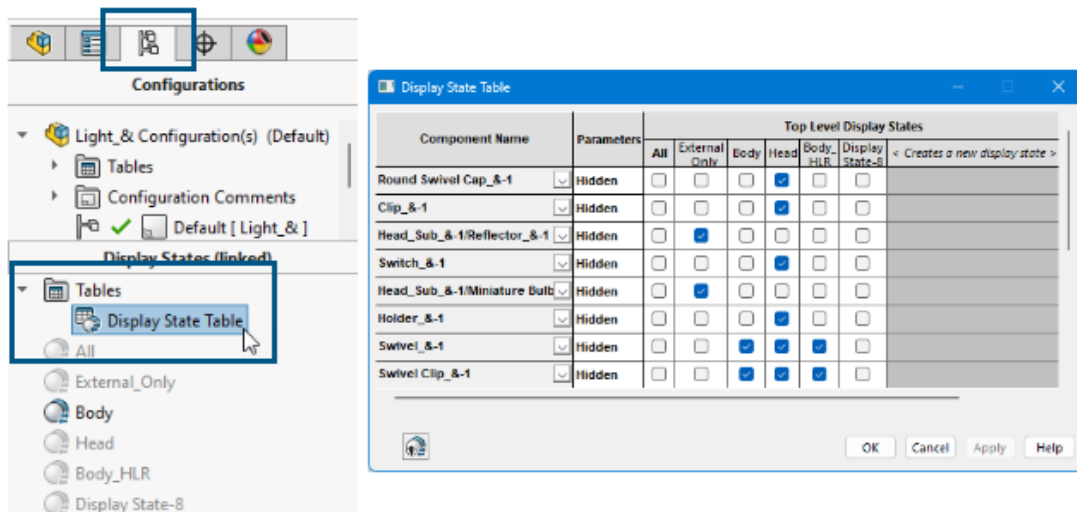 Configurations
Light_& Configuration(s) (Default)
Tables
Configuration Comments
Default [ Light_& ]
Display States (linked)
Tables
Display State Table
All
External_Only
Body
Head
Body_HLR
Display State-8
Display State Table
Component Name Parameters Top Level Display States
All External Only Body Head Body_HLR Display State-8 < Creates a new display state >
Round Swivel Cap_&-1 Hidden
Clip_&-1 Hidden
Head_Sub_&-1/Reflector_&-1 Hidden
Switch_&-1 Hidden
Head_Sub_&-1/Miniature Bulb Hidden
Holder_&-1 Hidden
Swivel_&-1 Hidden
Swivel Clip_&-1 Hidden
OK Cancel Apply Help